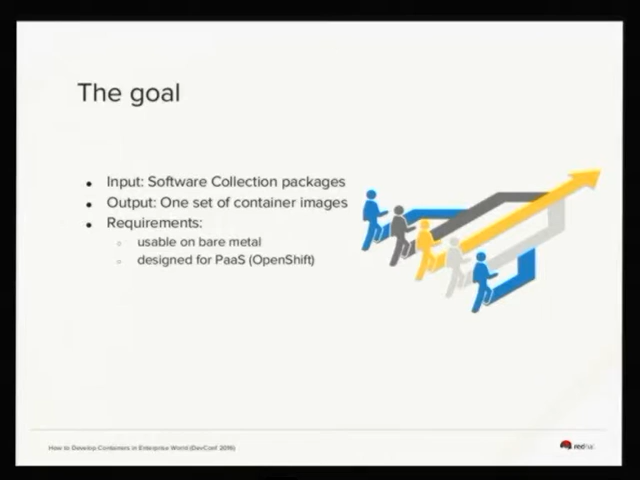 The goal
Input: Software Collection packages
Output: One set of container images
Requirements:
usable on bare metal
designed for PaaS (OpenShift)
How to Develop Containers in Enterprise World (DevConf 2016)
redhat